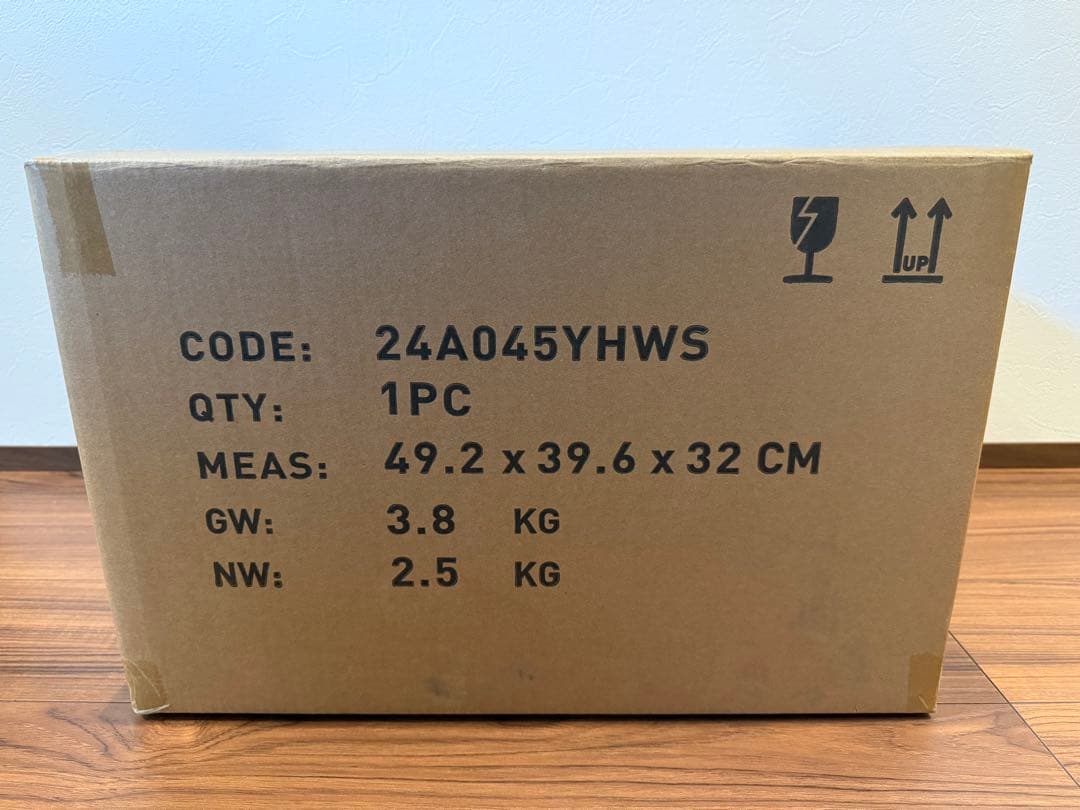 UP
CODE: 24A045YHWS
QTY: 1PC
MEAS: 49.2 x 39.6 x 32 CM
GW: 3.8 KG
NW: 2.5 KG